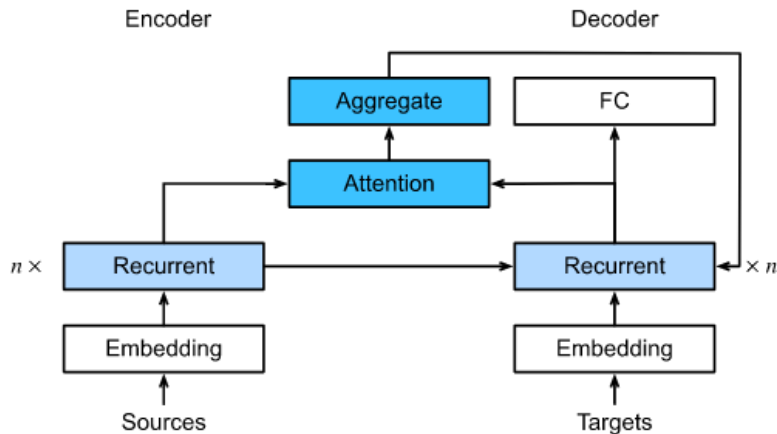 Encoder Decoder
Aggregate FC
Attention
n × Recurrent Recurrent × n
Embedding Embedding
Sources Targets